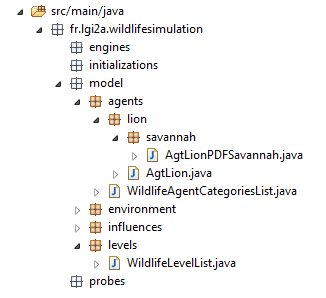 src/main/java
fr.lgi2a.wildlifesimulation
engines
initializations
model
agents
lion
savannah
AgtLionPDFSavannah.java
AgtLion.java
WildlifeAgentCategoriesList.java
environment
influences
levels
WildlifeLevelList.java
probes